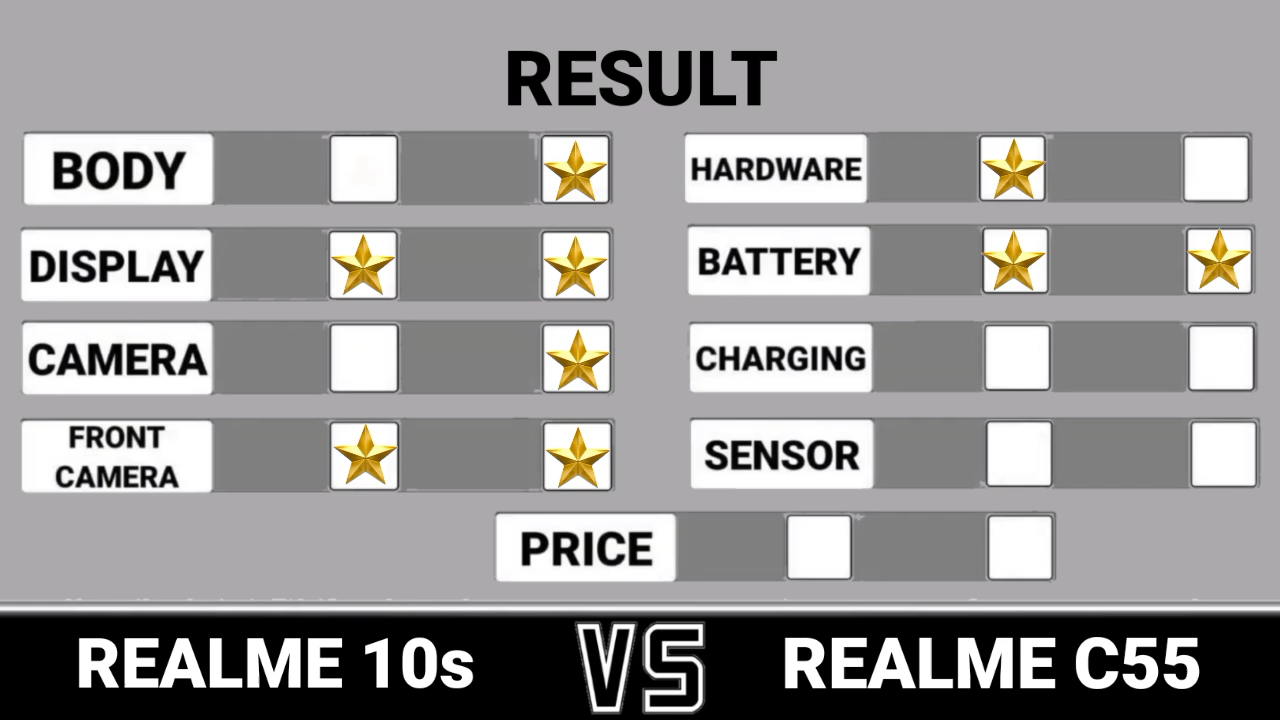 RESULT
BODY
DISPLAY
CAMERA
FRONT
CAMERA
HARDWARE
BATTERY
CHARGING
SENSOR
PRICE
REALME 10s VS REALME C55